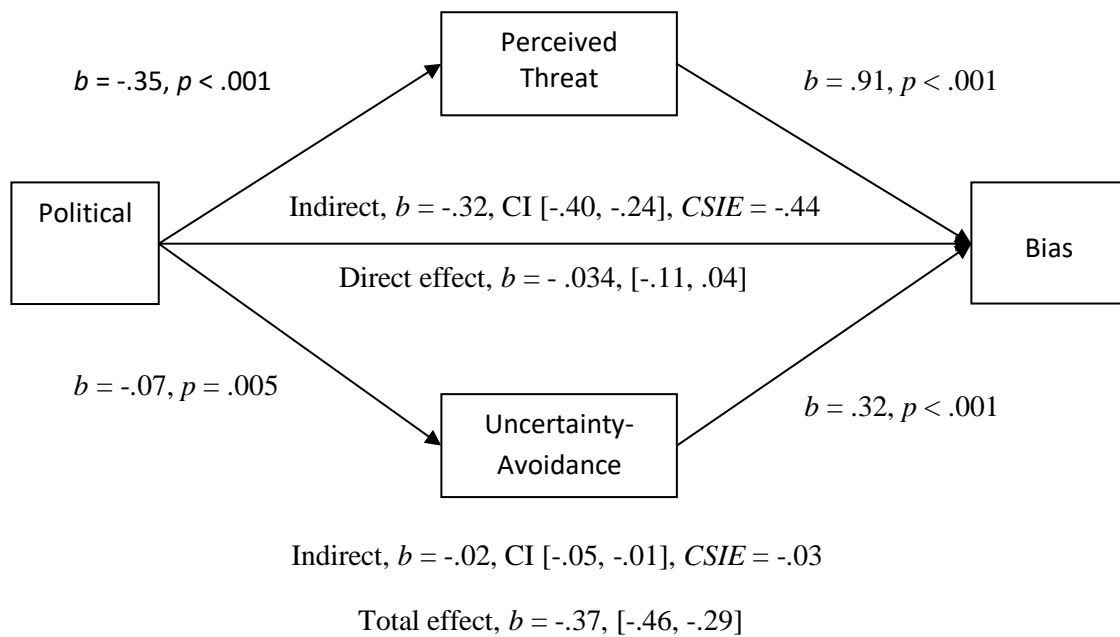 Perceived
Threat
b = -.35, p < .001
b = .91, p < .001
Political
Indirect, b = -.32, CI [-.40, -.24], CSIE = -.44
Bias
Direct effect, b = - .034, [-.11, .04]
b = -.07, p = .005
b = .32, p < .001
Uncertainty-
Avoidance
Indirect, b = -.02, CI [-.05, -.01], CSIE = -.03
Total effect, b = -.37, [-.46, -.29]